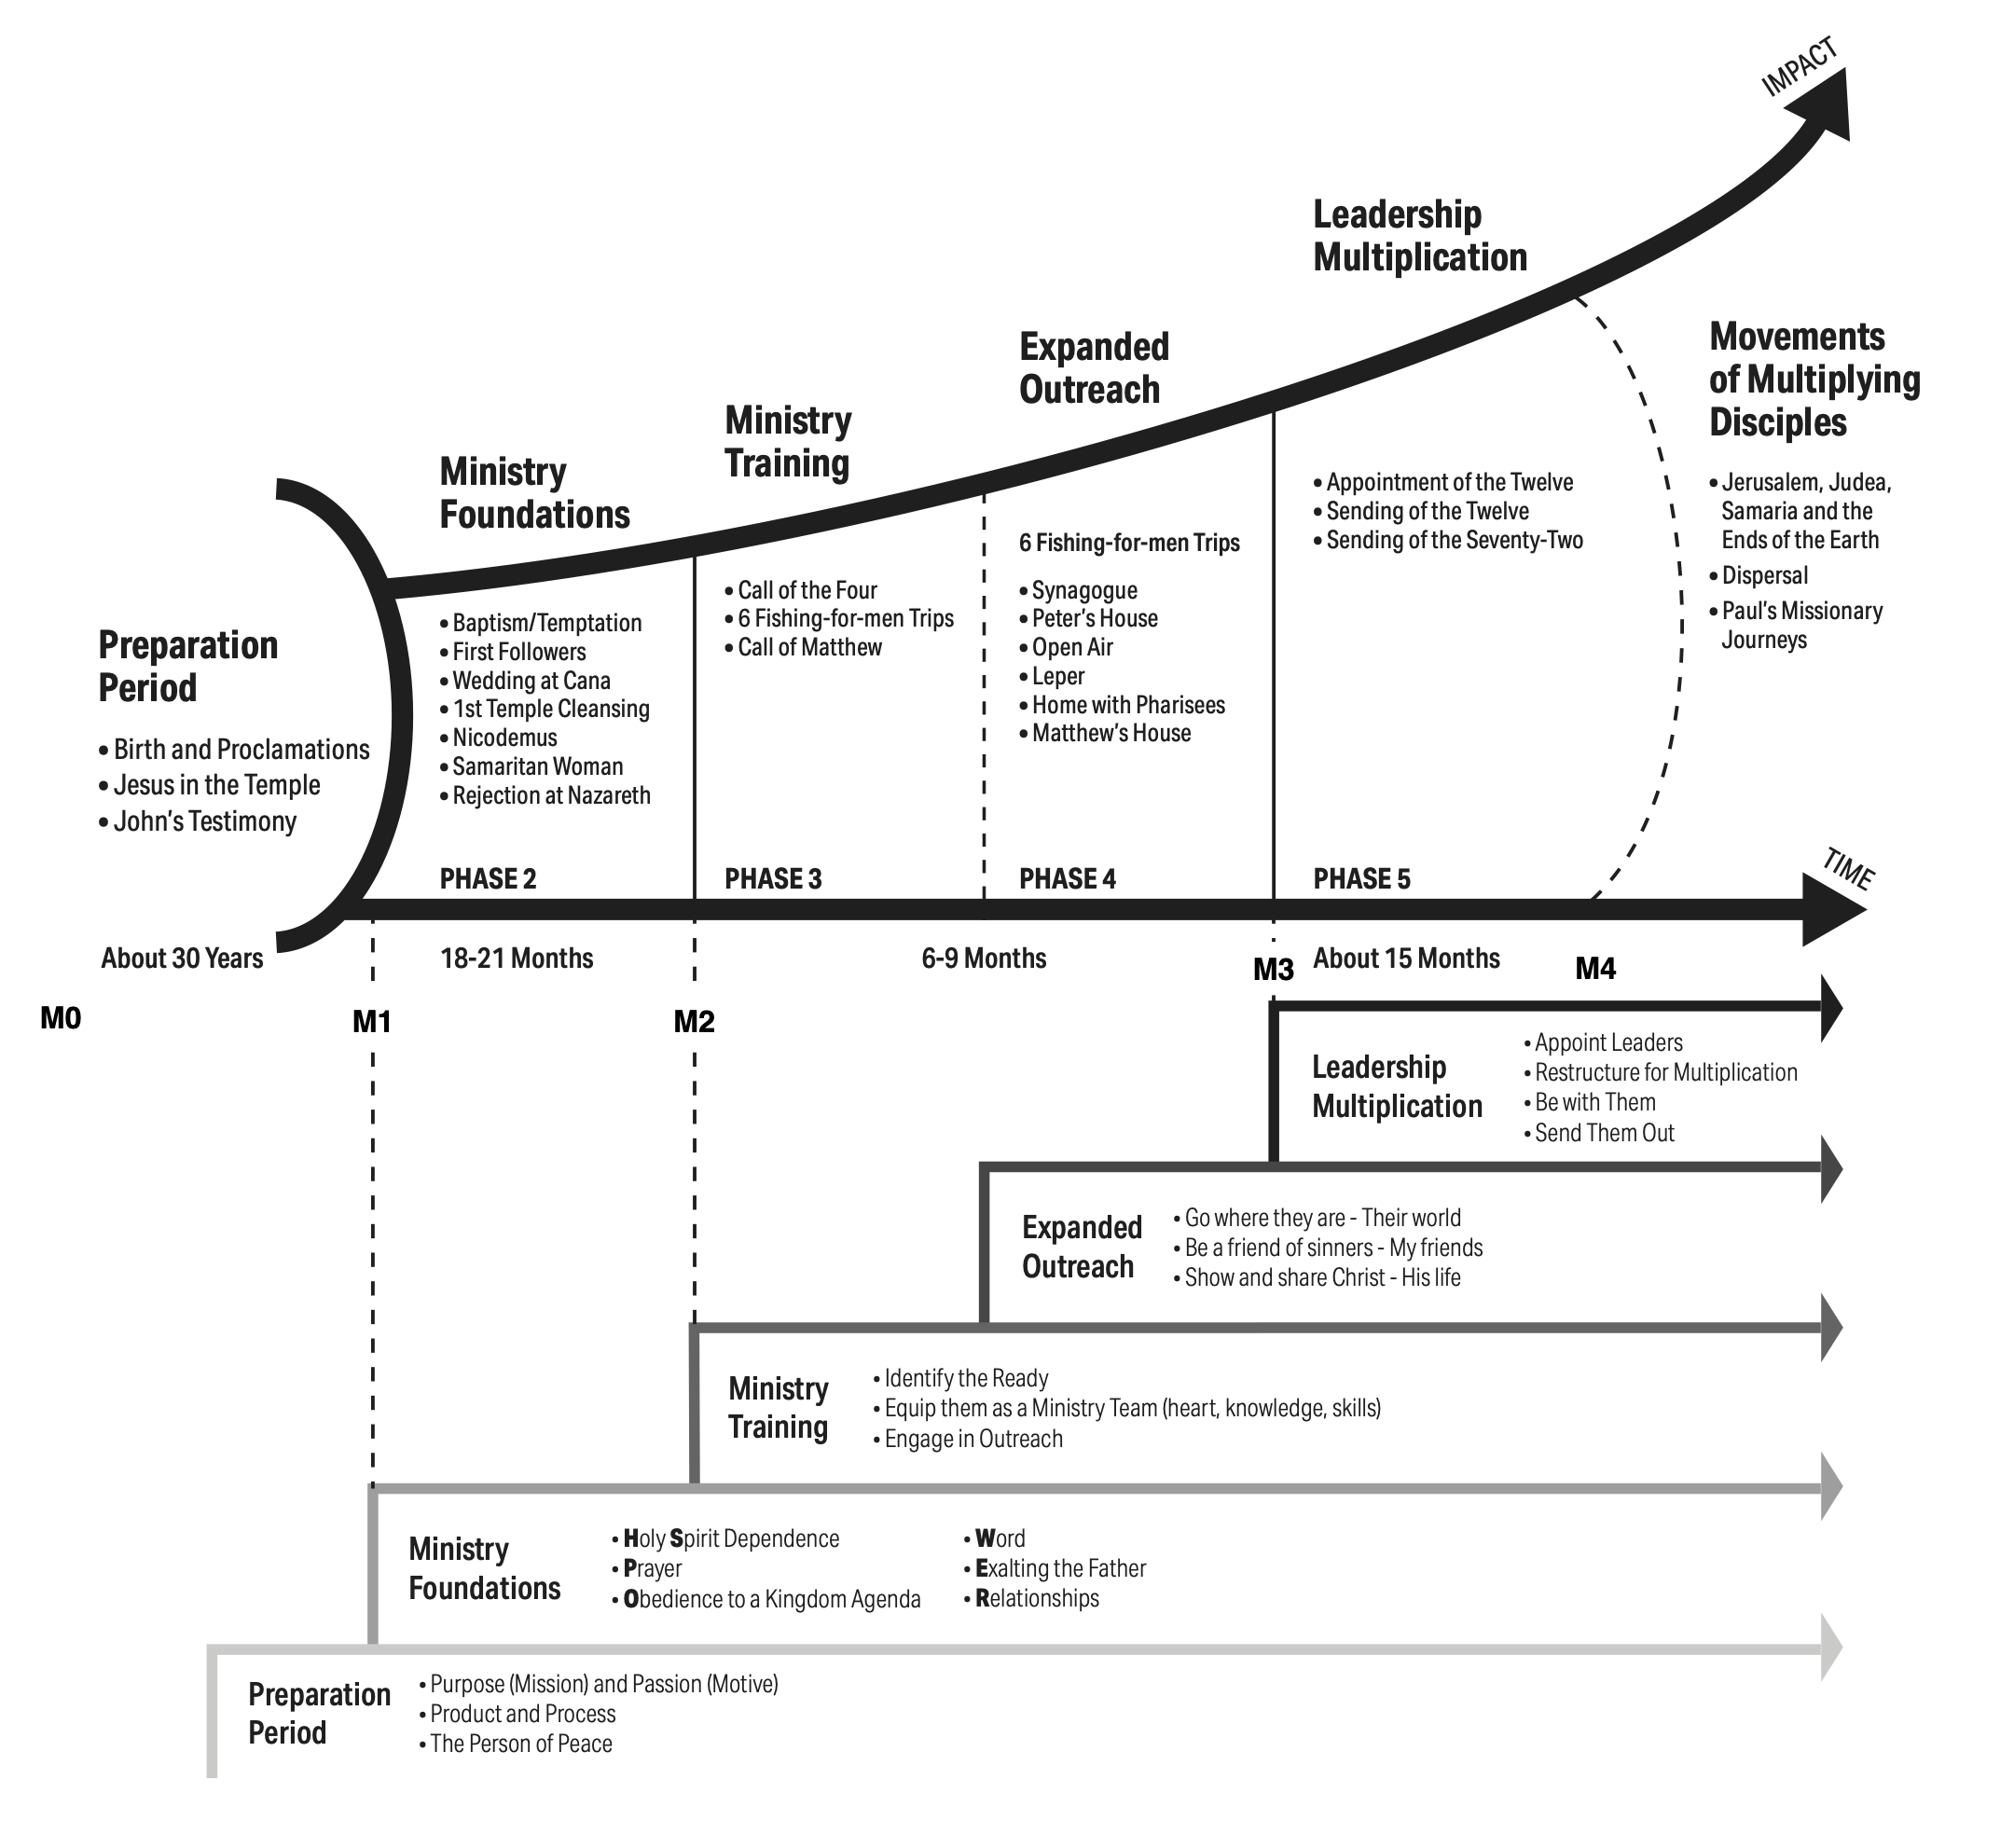 IMPACT
Leadership
Multiplication
Expanded
Outreach
Ministry
Training
Ministry
Foundations
Movements
of Multiplying
Disciples
Preparation
Period
• Birth and Proclamations
• Jesus in the Temple
• John's Testimony
• Baptism/Temptation
• First Followers
• Wedding at Cana
• 1st Temple Cleansing
• Nicodemus
• Samaritan Woman
• Rejection at Nazareth
• Call of the Four
• 6 Fishing-for-men Trips
• Call of Matthew
6 Fishing-for-men Trips
• Synagogue
• Peter's House
• Open Air
• Leper
• Home with Pharisees
• Matthew's House
• Appointment of the Twelve
• Sending of the Twelve
• Sending of the Seventy-Two
• Jerusalem, Judea,
Samaria and the
Ends of the Earth
• Dispersal
• Paul's Missionary
Journeys
PHASE 2
PHASE 3
PHASE 4
PHASE 5
TIME
About 30 Years
18-21 Months
6-9 Months
About 15 Months
M0
M1
M2
M3
M4
Leadership
Multiplication
• Appoint Leaders
• Restructure for Multiplication
• Be with Them
• Send Them Out
Expanded
Outreach
• Go where they are - Their world
• Be a friend of sinners - My friends
• Show and share Christ - His life
Ministry
Training
• Identify the Ready
• Equip them as a Ministry Team (heart, knowledge, skills)
• Engage in Outreach
Ministry
Foundations
• Holy Spirit Dependence
• Prayer
• Obedience to a Kingdom Agenda
• Word
• Exalting the Father
• Relationships
Preparation
Period
• Purpose (Mission) and Passion (Motive)
• Product and Process
• The Person of Peace